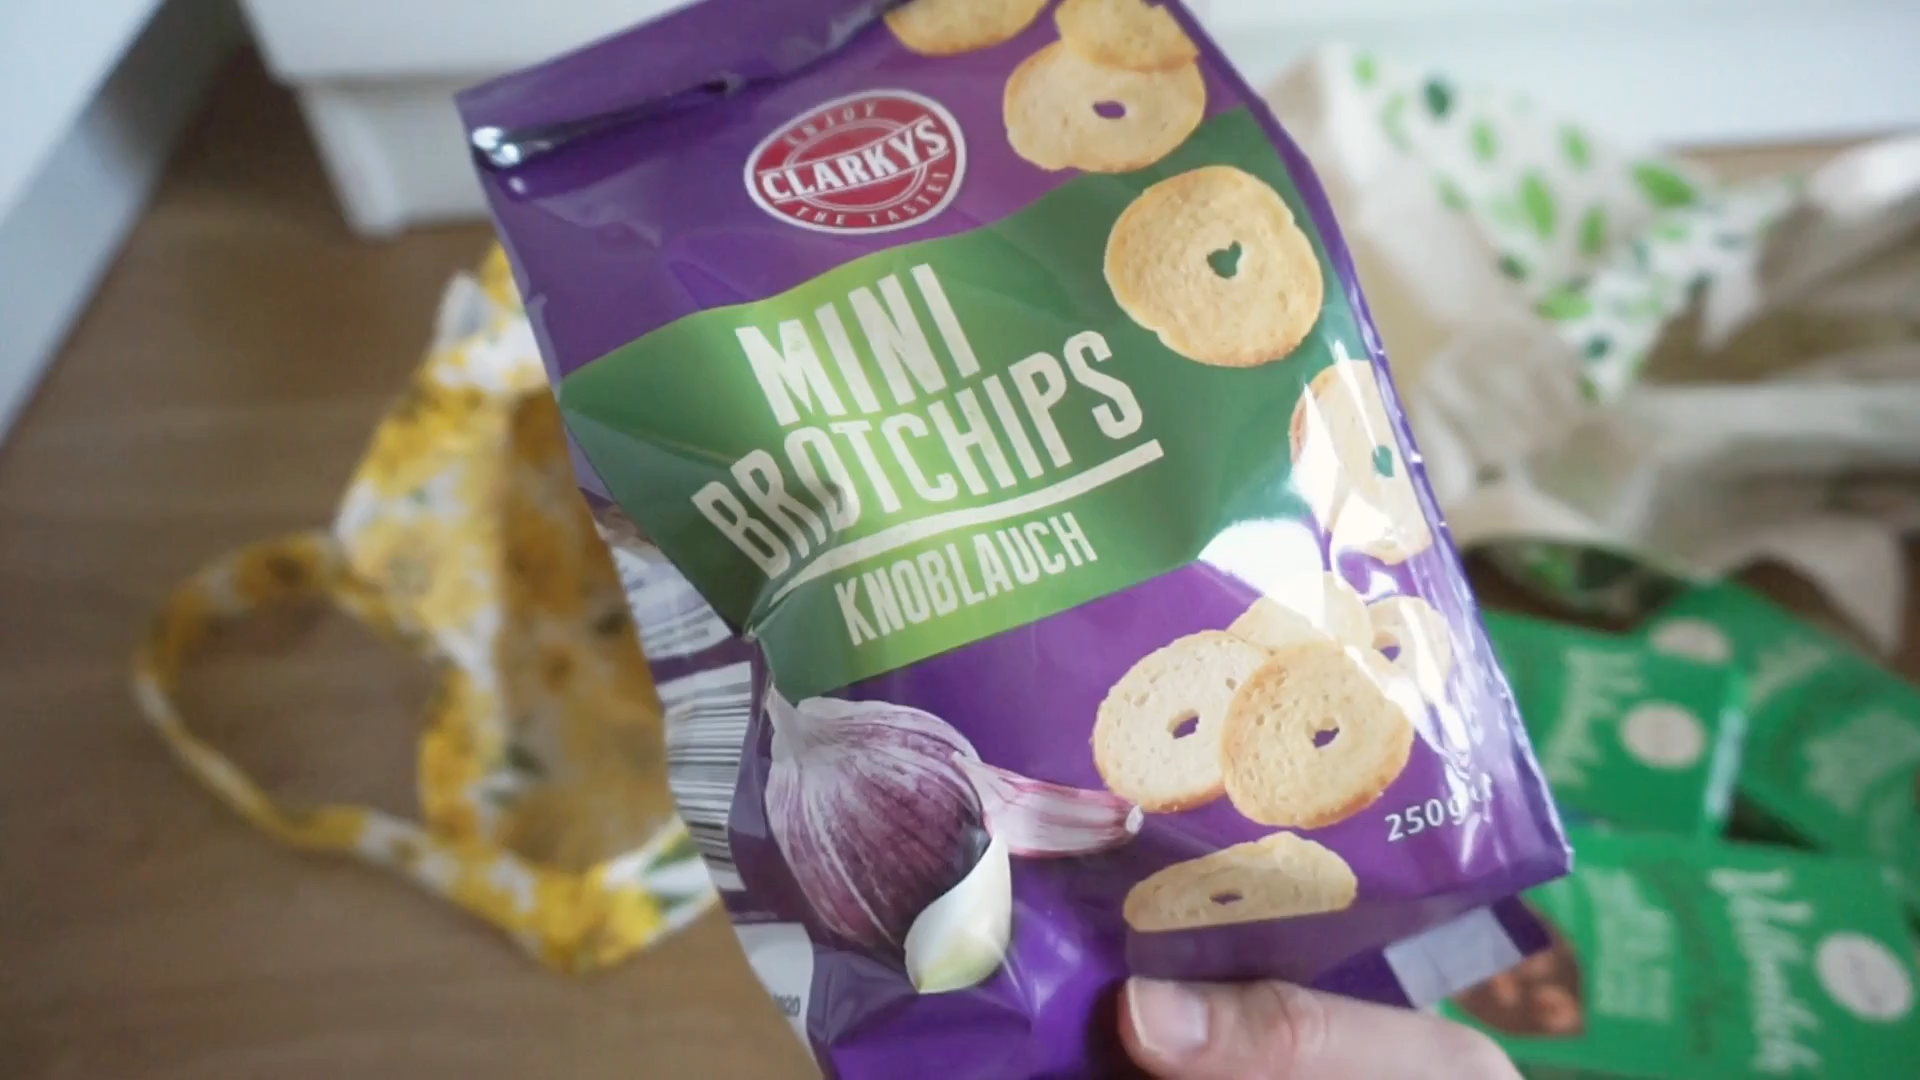 ENJOY
CLARKYS
THE TASTE!
MINI
BROTCHIPS
KNOBLAUCH
250g